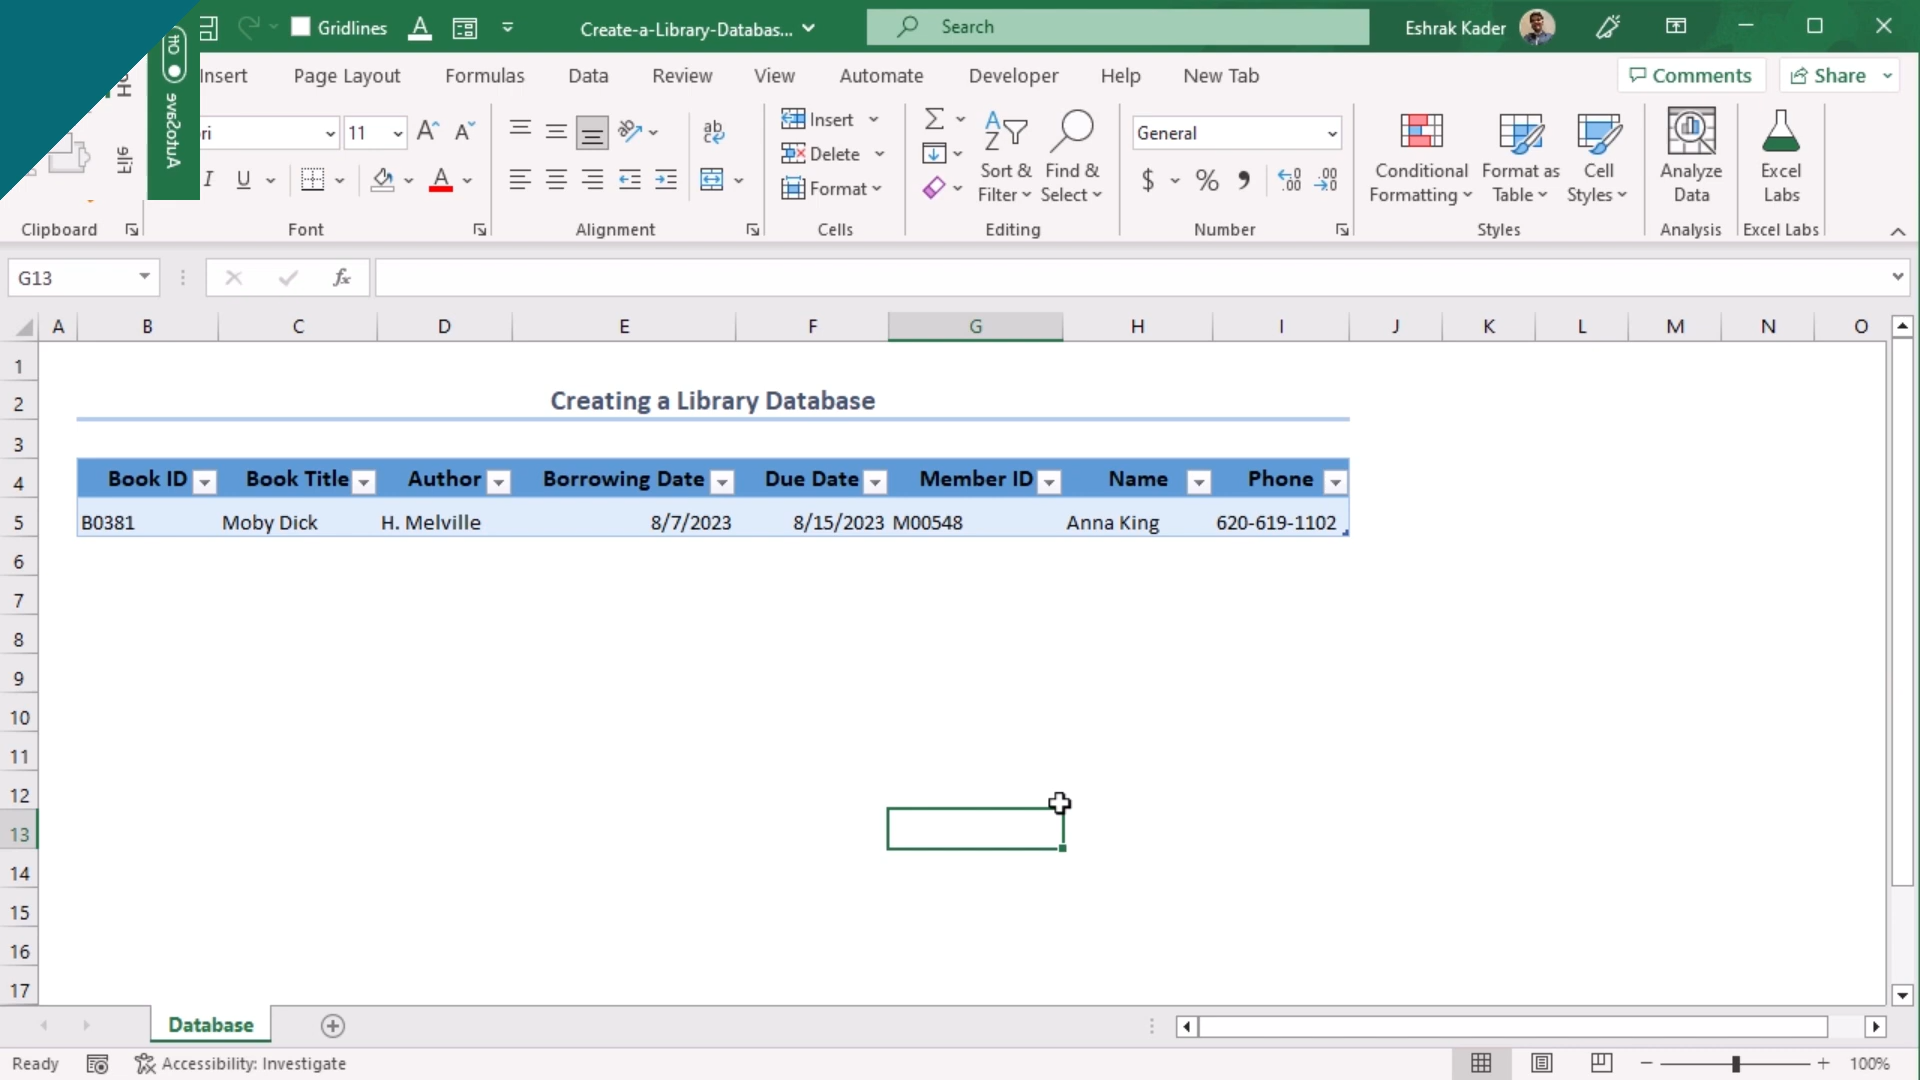 Gridlines
Create-a-Library-Databas...
Search
Eshrak Kader
Off
AutoSave
File
Insert
Page Layout
Formulas
Data
Review
View
Automate
Developer
Help
New Tab
Comments
Share
11
Insert
Delete
Format
Sort & Filter
Find & Select
General
Conditional Formatting
Format as Table
Cell Styles
Analyze Data
Excel Labs
Clipboard
Font
Alignment
Cells
Editing
Number
Styles
Analysis
Excel Labs
G13
fx
A B C D E F G H I J K L M N O
1
2 Creating a Library Database
3
4 Book ID Book Title Author Borrowing Date Due Date Member ID Name Phone
5 B0381 Moby Dick H. Melville 8/7/2023 8/15/2023 M00548 Anna King 620-619-1102
6
7
8
9
10
11
12
13
14
15
16
17
Database
Ready
Accessibility: Investigate
100%